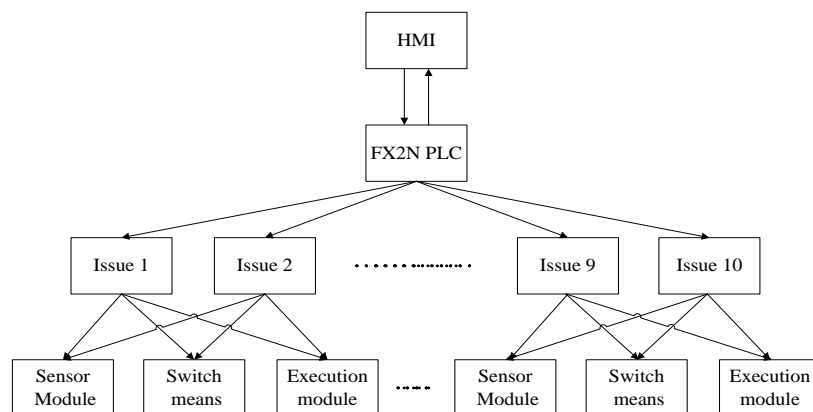 HMI
FX2N PLC
Issue 1
Issue 2
Issue 9
Issue 10
Sensor
Module
Switch
means
Execution
module
Sensor
Module
Switch
means
Execution
module